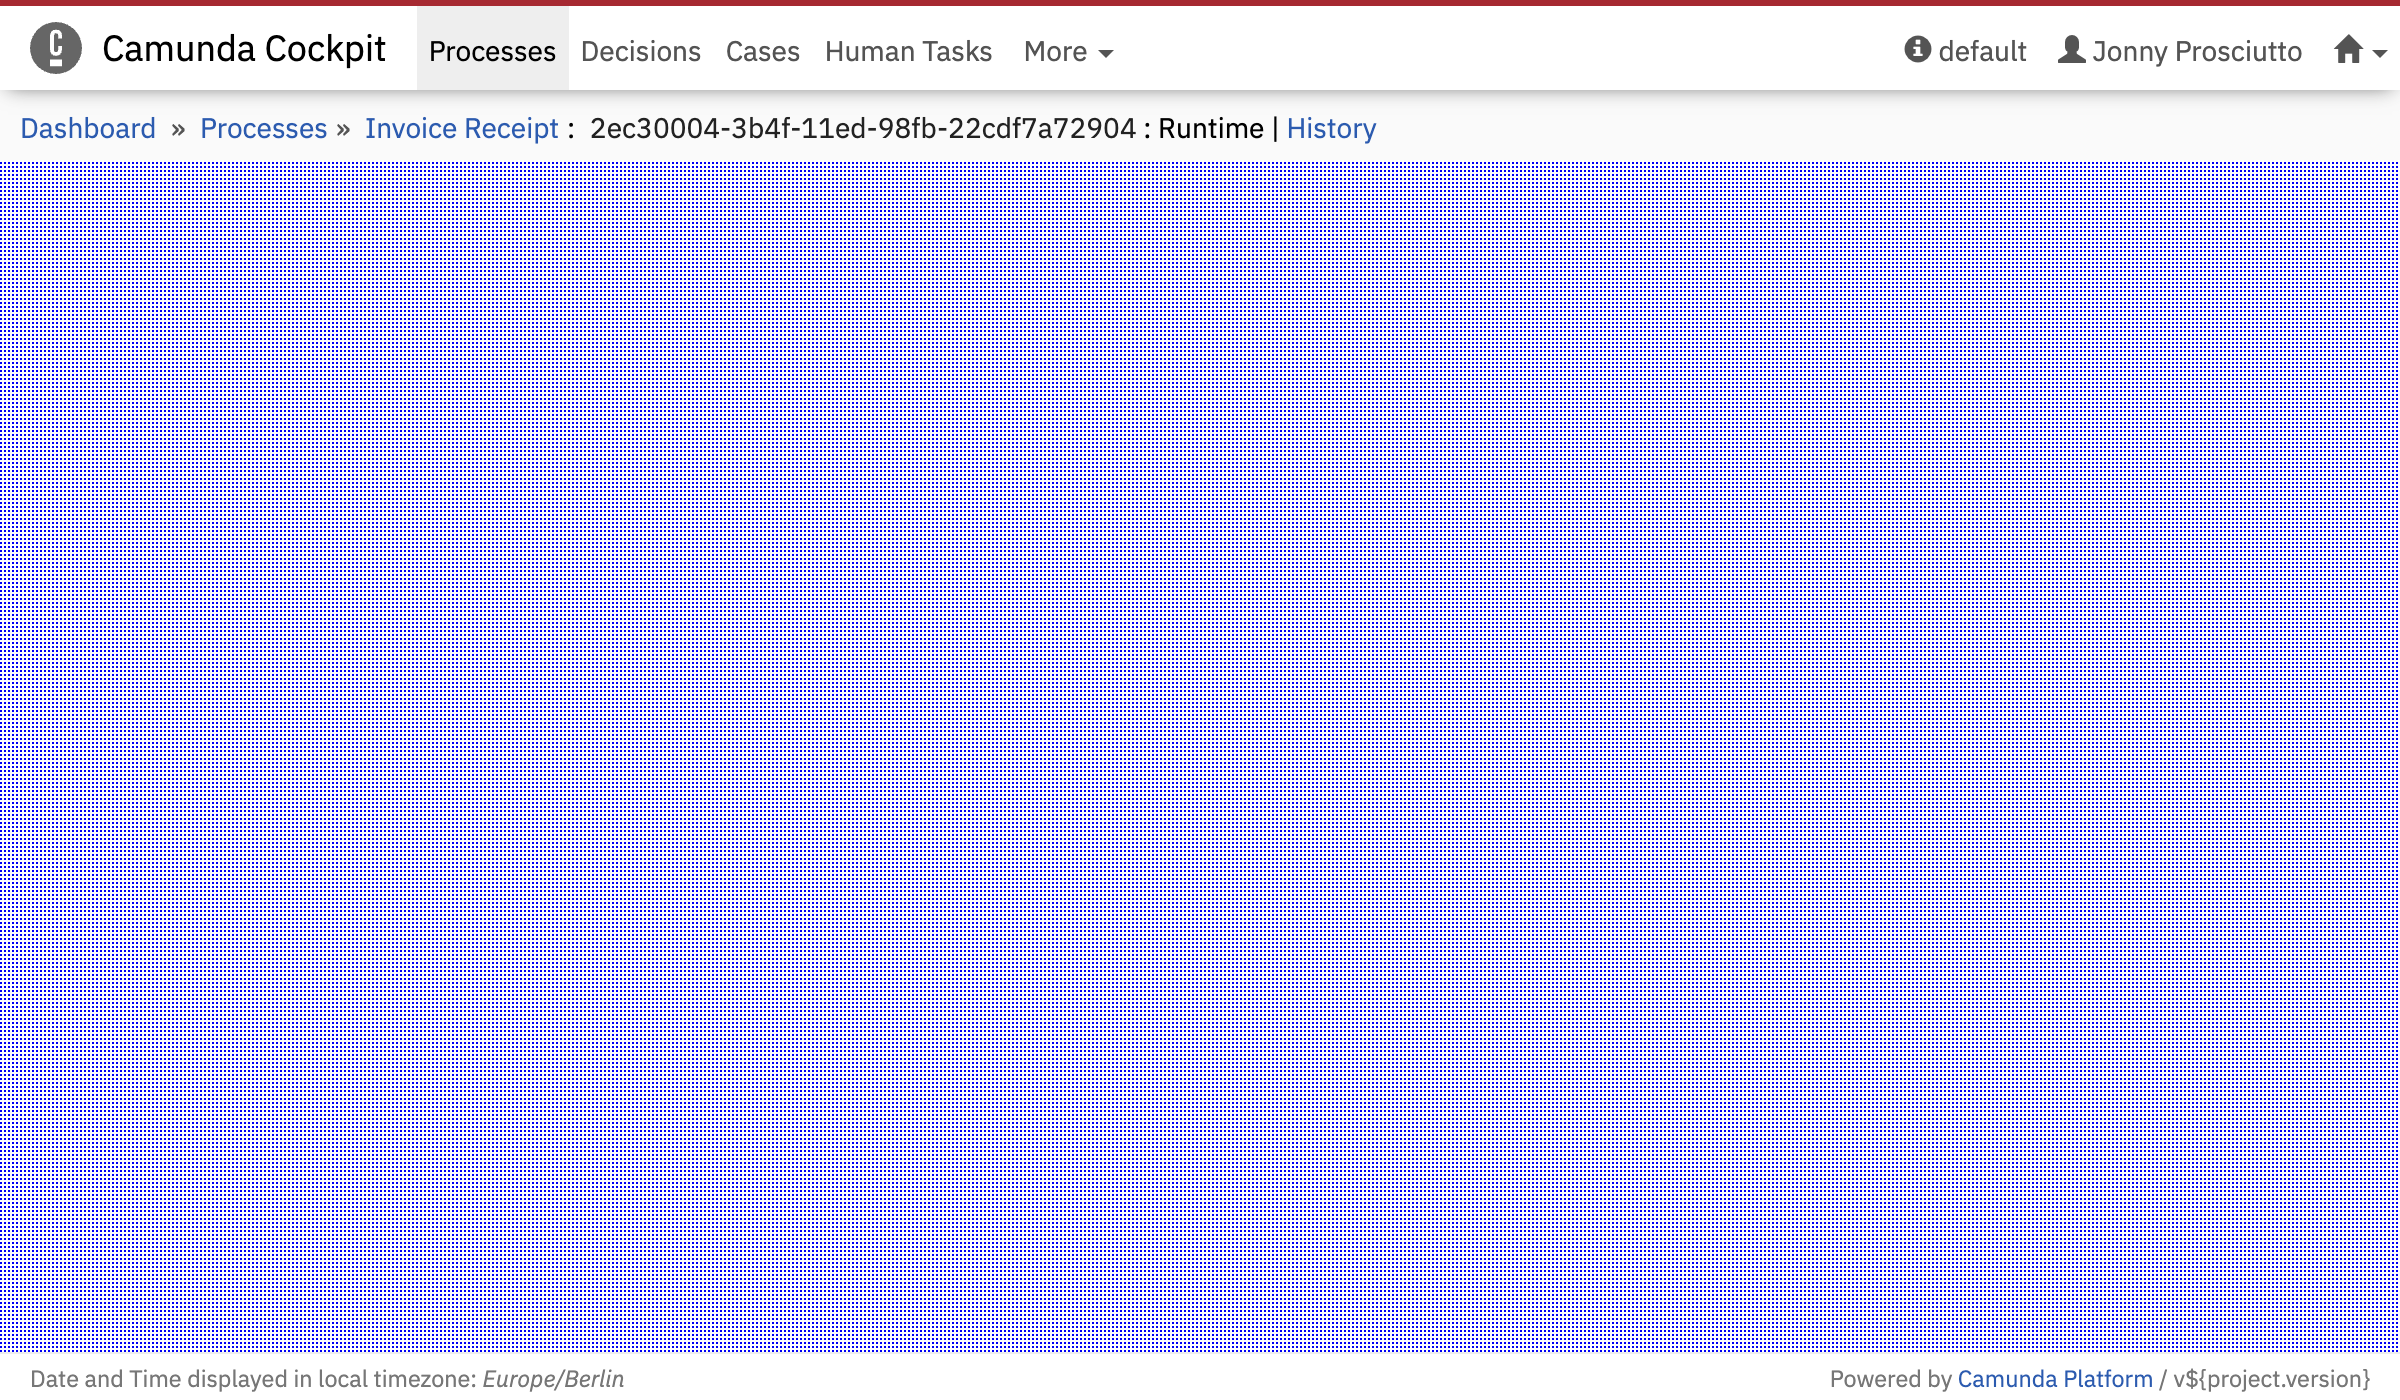 Camunda Cockpit Processes Decisions Cases Human Tasks More default Jonny Prosciutto
Dashboard » Processes » Invoice Receipt : 2ec30004-3b4f-11ed-98fb-22cdf7a72904 : Runtime | History
Date and Time displayed in local timezone: Europe/Berlin Powered by Camunda Platform / v${project.version}